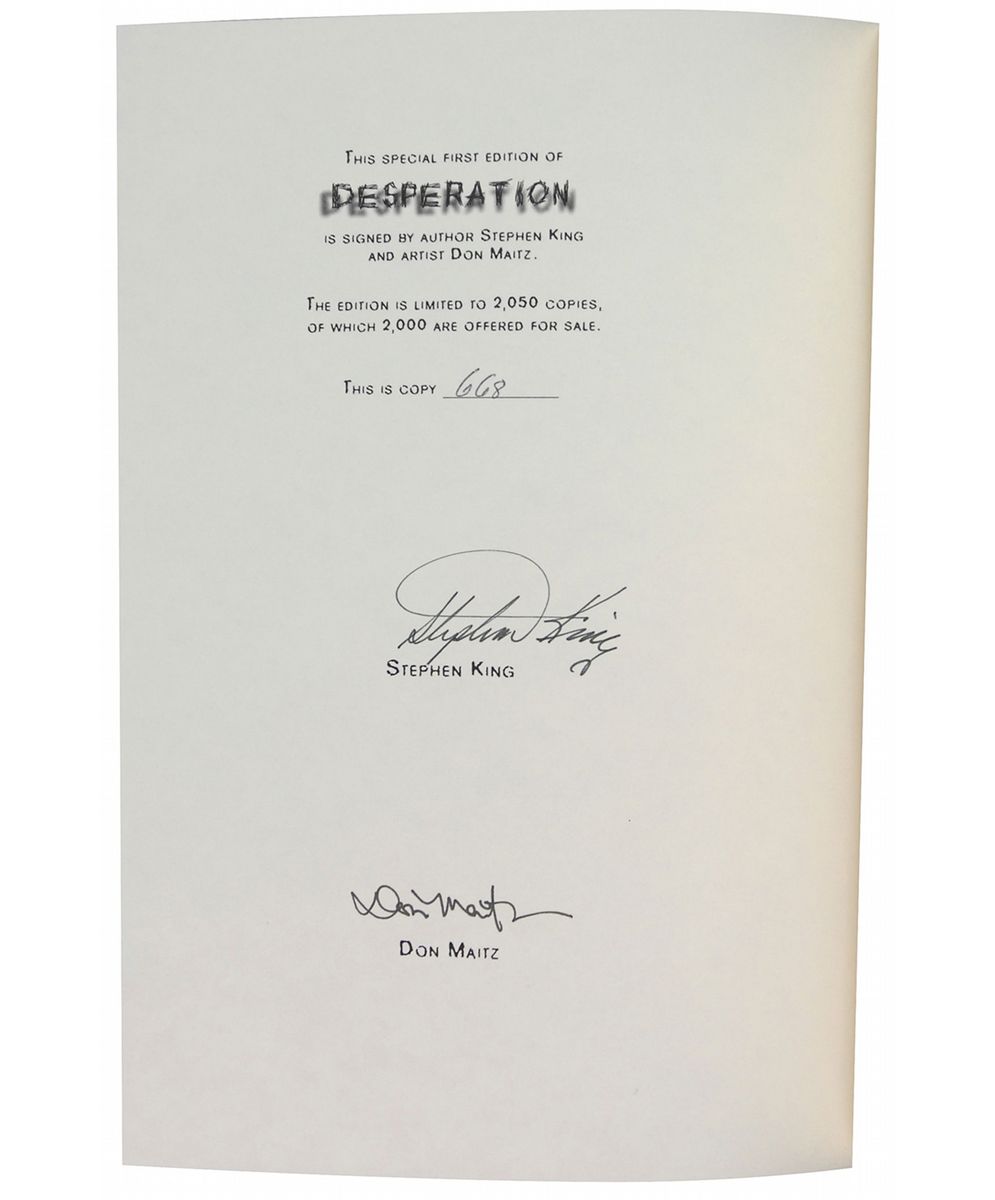 This special first edition of
DESPERATION
is signed by author Stephen King
and artist Don Maitz.
The edition is limited to 2,050 copies,
of which 2,000 are offered for sale.
This is copy 668
Stephen King
Stephen King
Don Maitz
Don Maitz